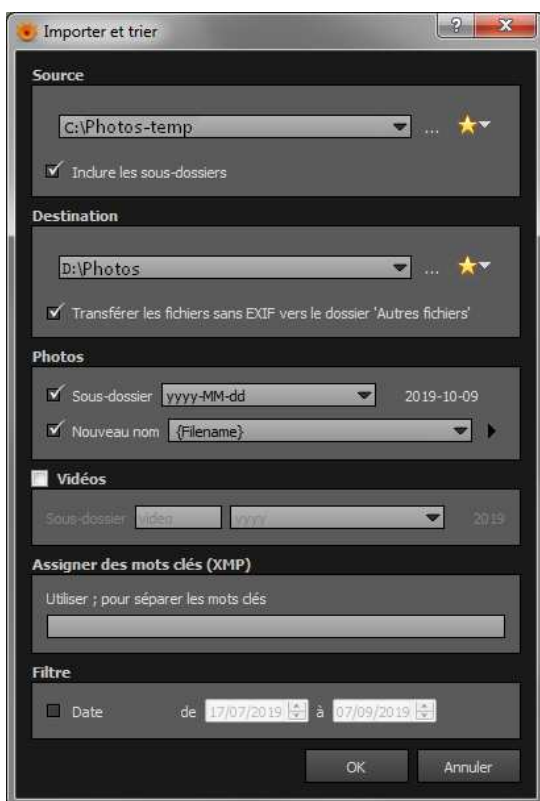 Importer et trier
Source
C:\Photos-temp ...
Inclure les sous-dossiers
Destination
D:\Photos ...
Transférer les fichiers sans EXIF vers le dossier 'Autres fichiers'
Photos
Sous-dossier yyyy-MM-dd 2019-10-09
Nouveau nom {Filename}
Vidéos
Sous-dossier video yyyy 2019
Assigner des mots clés (XMP)
Utiliser ; pour séparer les mots clés
Filtre
Date de 17/07/2019 à 07/09/2019
OK Annuler